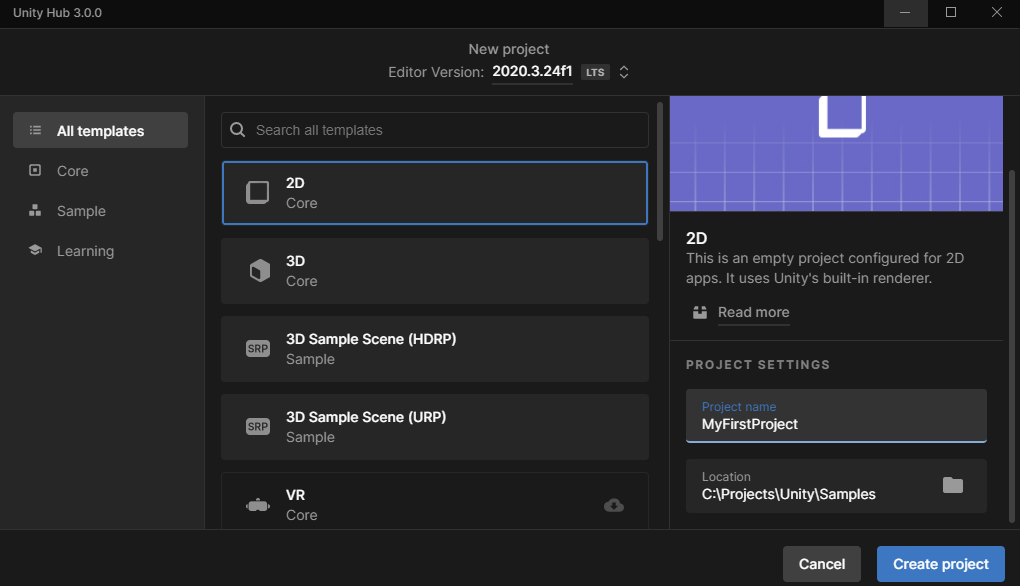 Unity Hub 3.0.0
New project
Editor Version: 2020.3.24f1 LTS
All templates
Core
Sample
Learning
Search all templates
2D
Core
3D
Core
SRP
3D Sample Scene (HDRP)
Sample
SRP
3D Sample Scene (URP)
Sample
VR
Core
2D
This is an empty project configured for 2D
apps. It uses Unity's built-in renderer.
Read more
PROJECT SETTINGS
Project name
MyFirstProject
Location
C:\Projects\Unity\Samples
Cancel
Create project